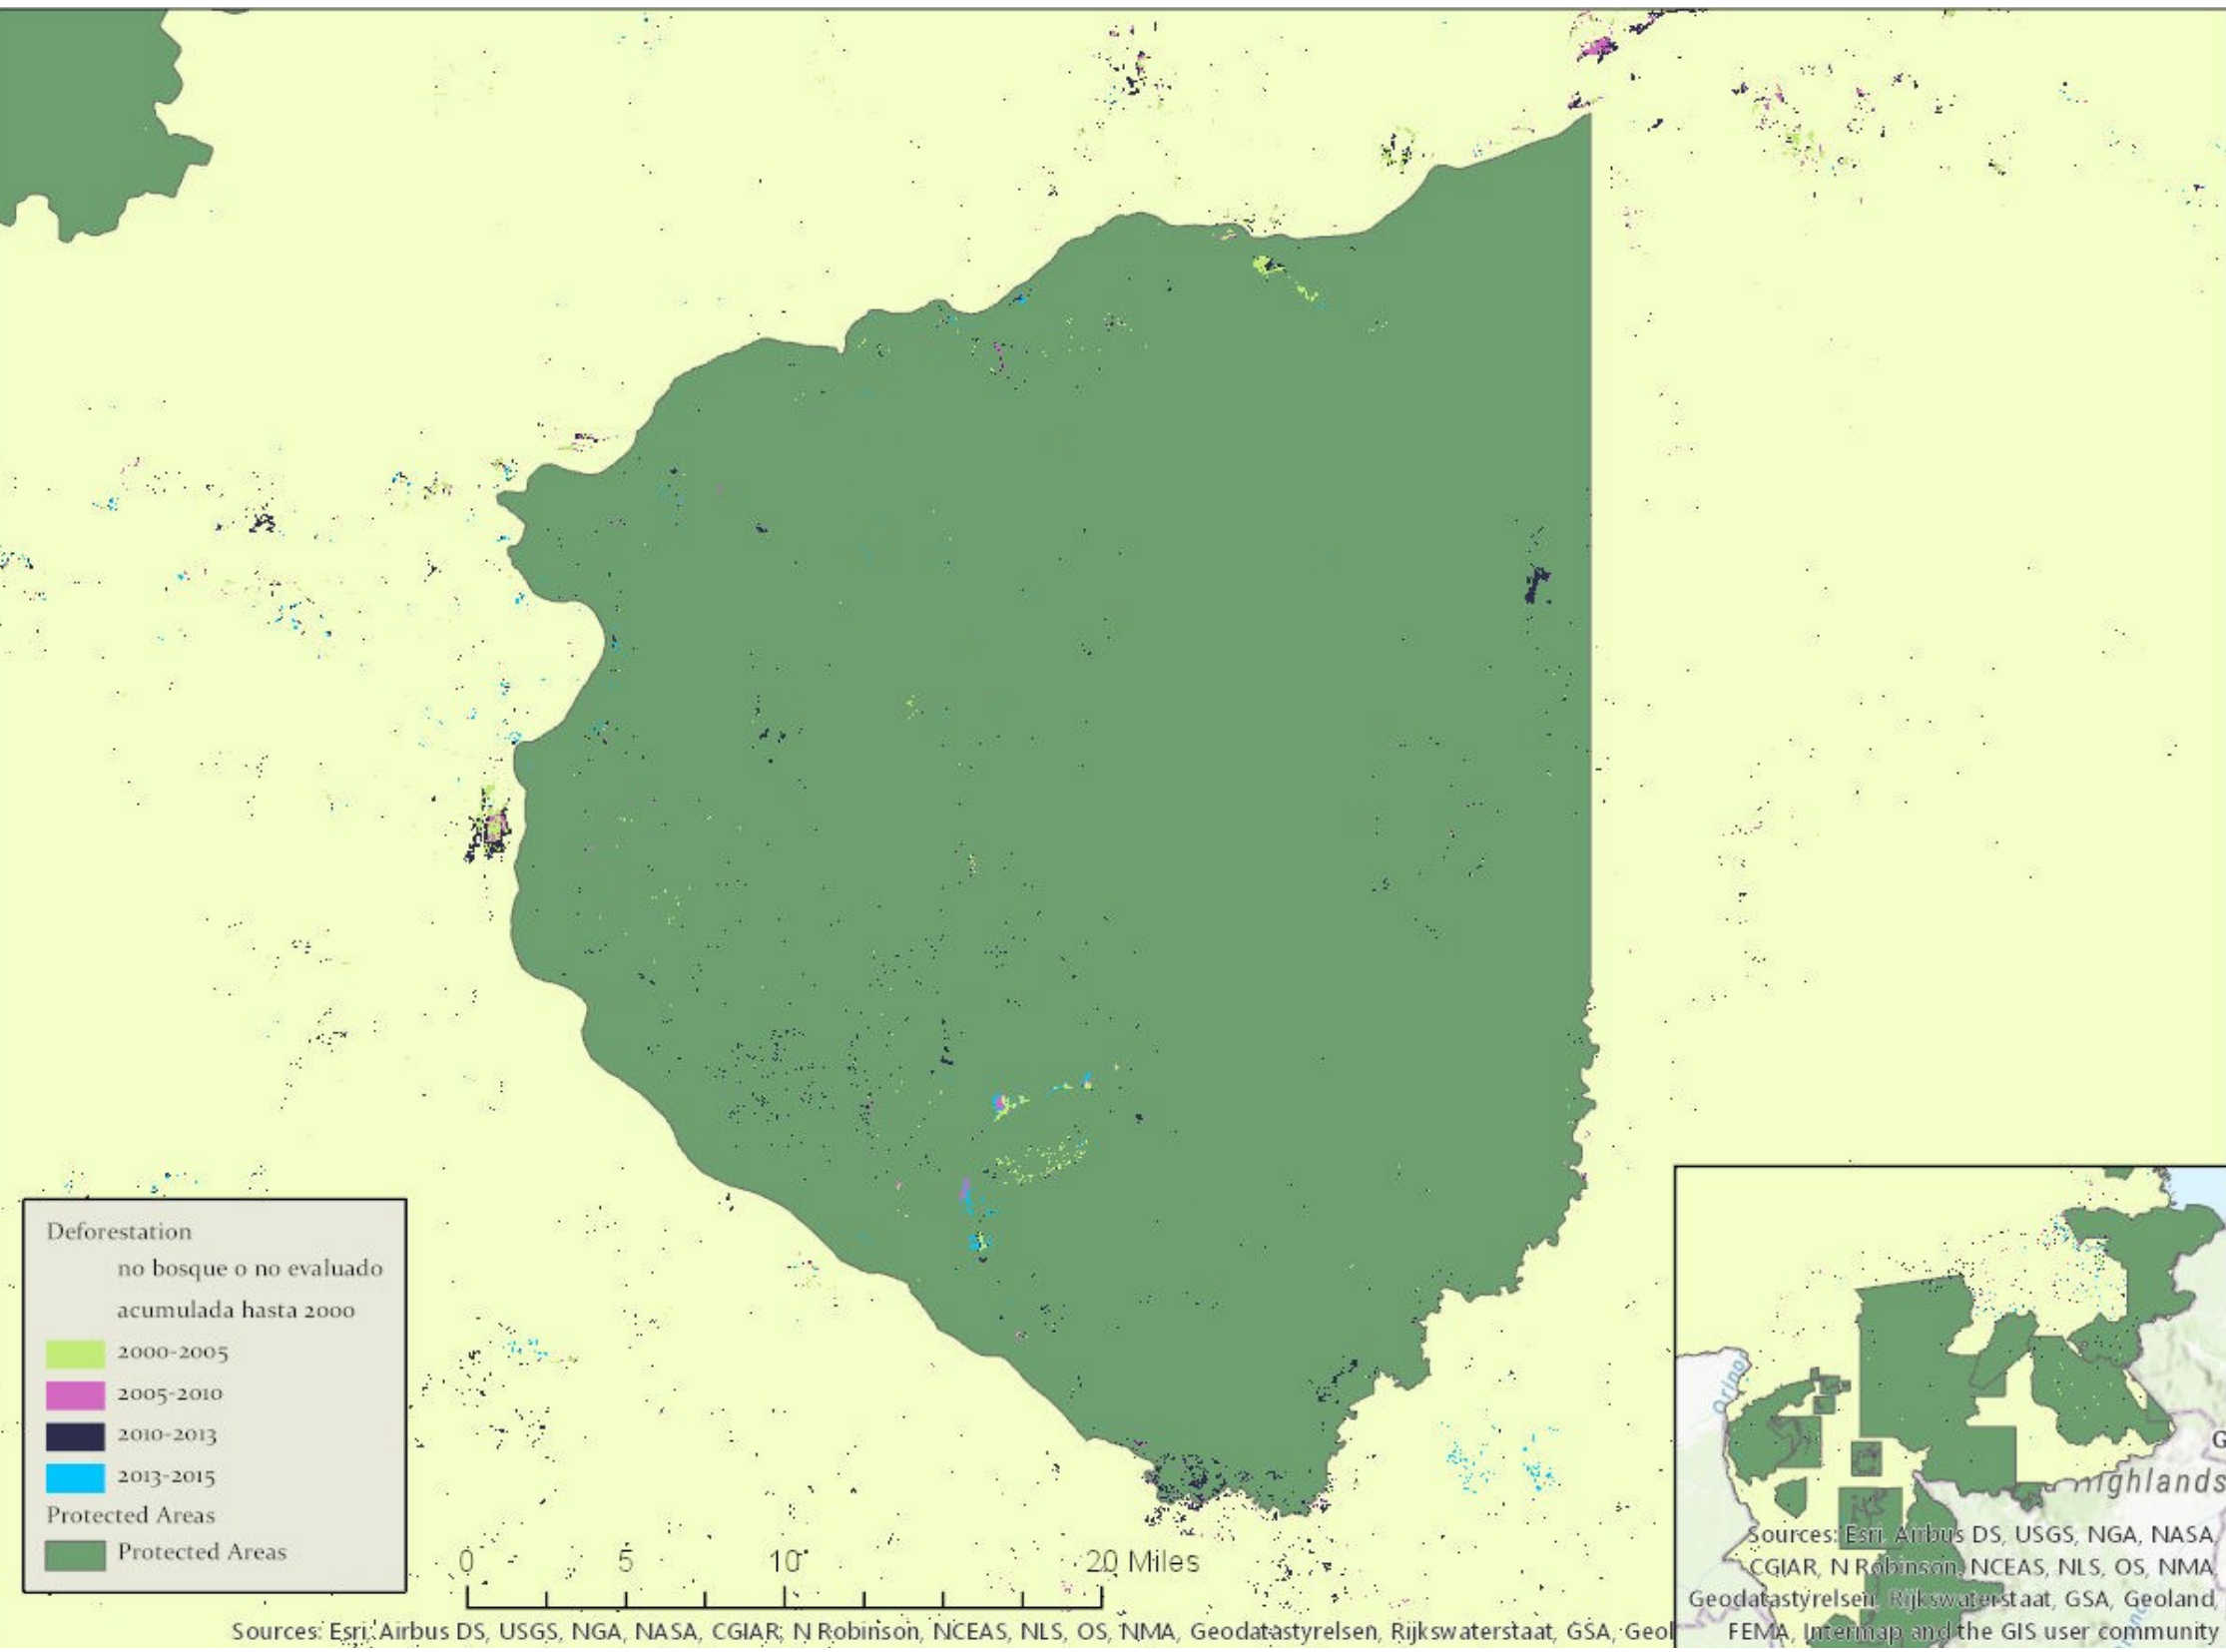 Deforestation
no bosque o no evaluado
acumulada hasta 2000
2000-2005
2005-2010
2010-2013
2013-2015
Protected Areas
Protected Areas
0 5 10 20 Miles
Sources: Esri, Airbus DS, USGS, NGA, NASA, CGIAR, N Robinson, NCEAS, NLS, OS, NMA, Geodatastyrelsen, Rijkswaterstaat, GSA, Geol
Orino
G
ighlands
Sources: Esri, Airbus DS, USGS, NGA, NASA,
CGIAR, N Robinson, NCEAS, NLS, OS, NMA,
Geodatastyrelsen, Rijkswaterstaat, GSA, Geoland,
FEMA, Intermap and the GIS user community